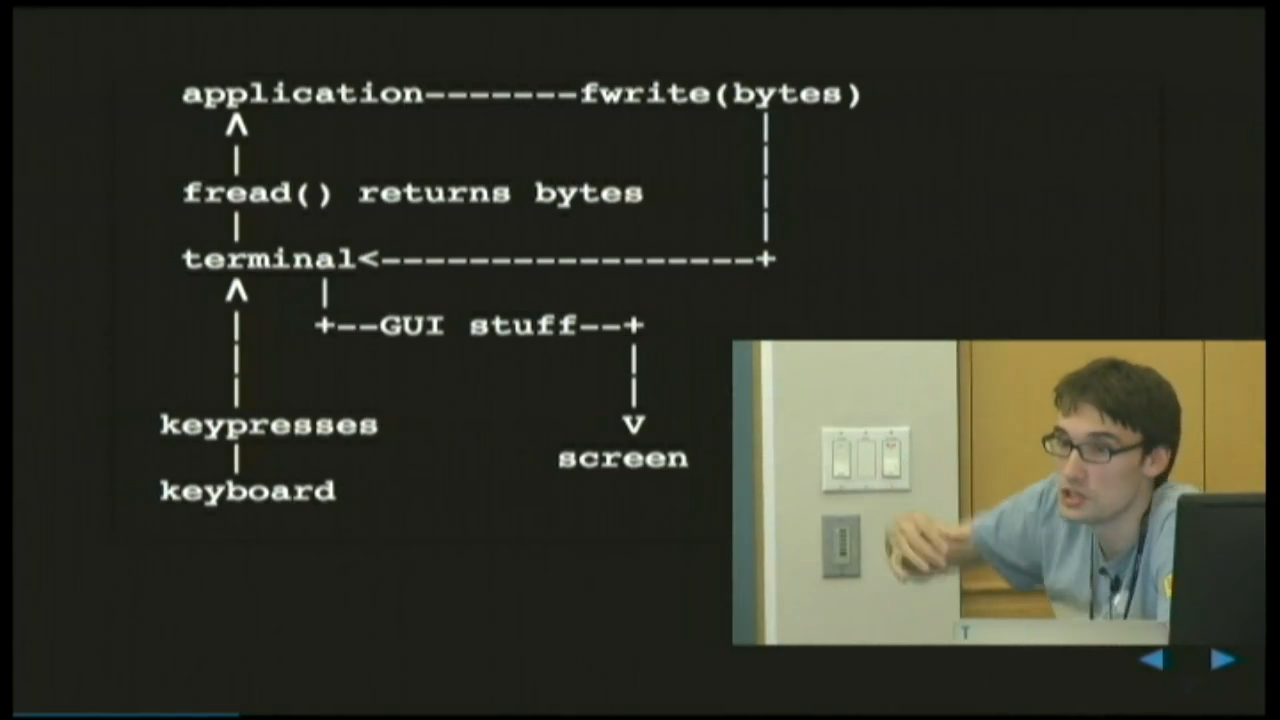 application-------fwrite(bytes)
fread() returns bytes
terminal<-----------------+
+--GUI stuff--+
keypresses
v
screen
keyboard
T